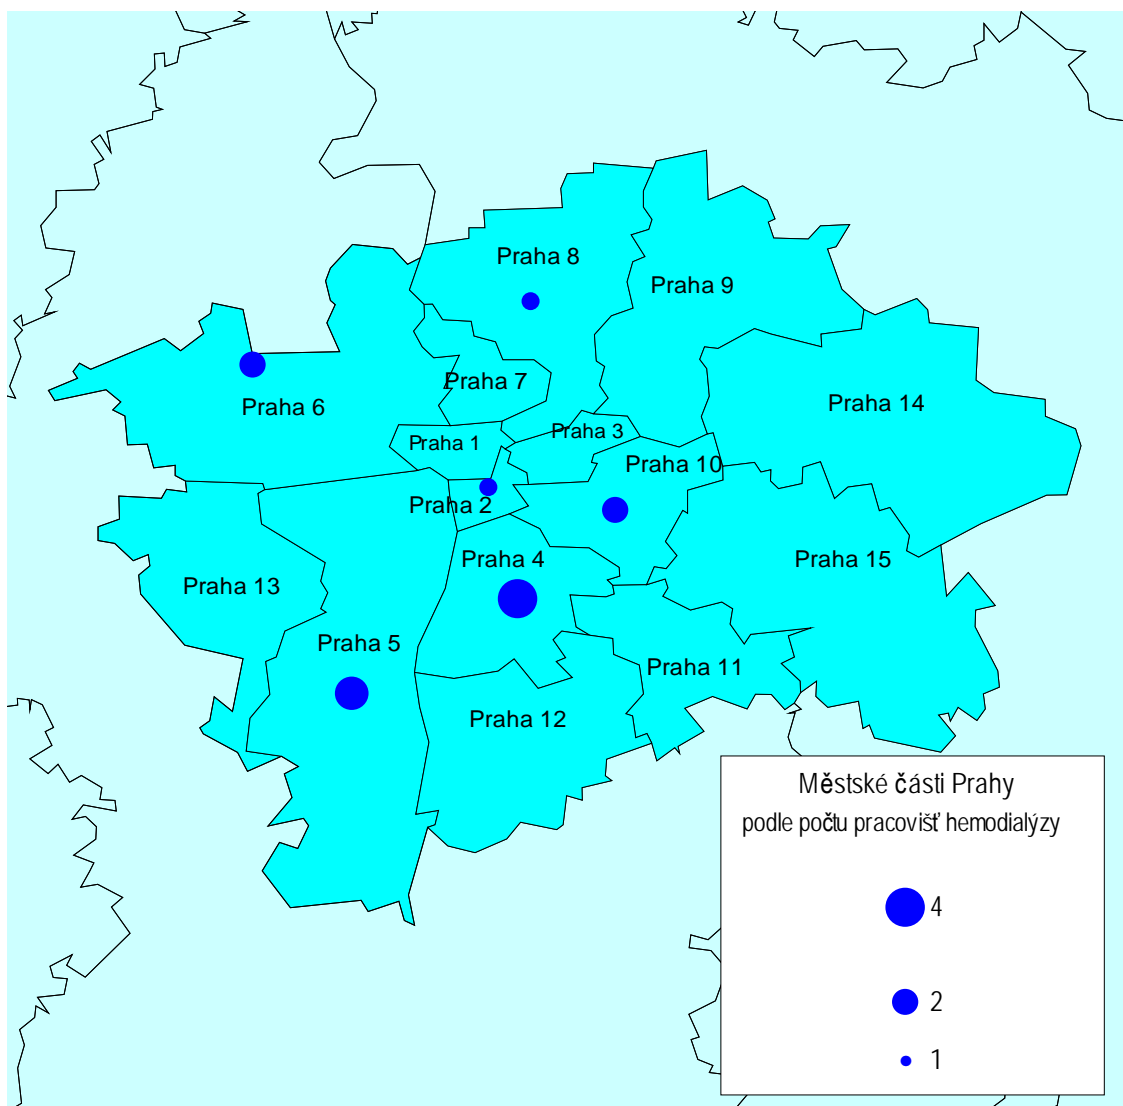 Praha 8
Praha 9
Praha 7
Praha 6
Praha 14
Praha 1
Praha 3
Praha 10
Praha 2
Praha 4
Praha 15
Praha 13
Praha 5
Praha 11
Praha 12
Městské části Prahy
podle počtu pracovišť hemodialýzy
4
2
1